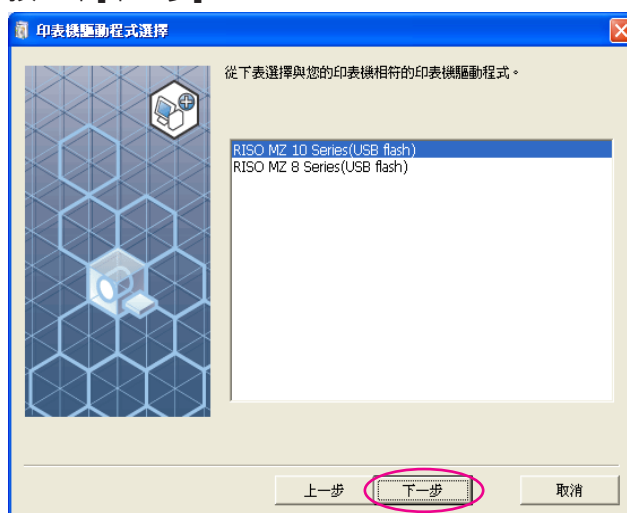 印表機驅動程式選擇
從下表選擇與您的印表機相符的印表機驅動程式。
RISO MZ 10 Series(USB flash)
RISO MZ 8 Series(USB flash)
上一步
下一步
取消